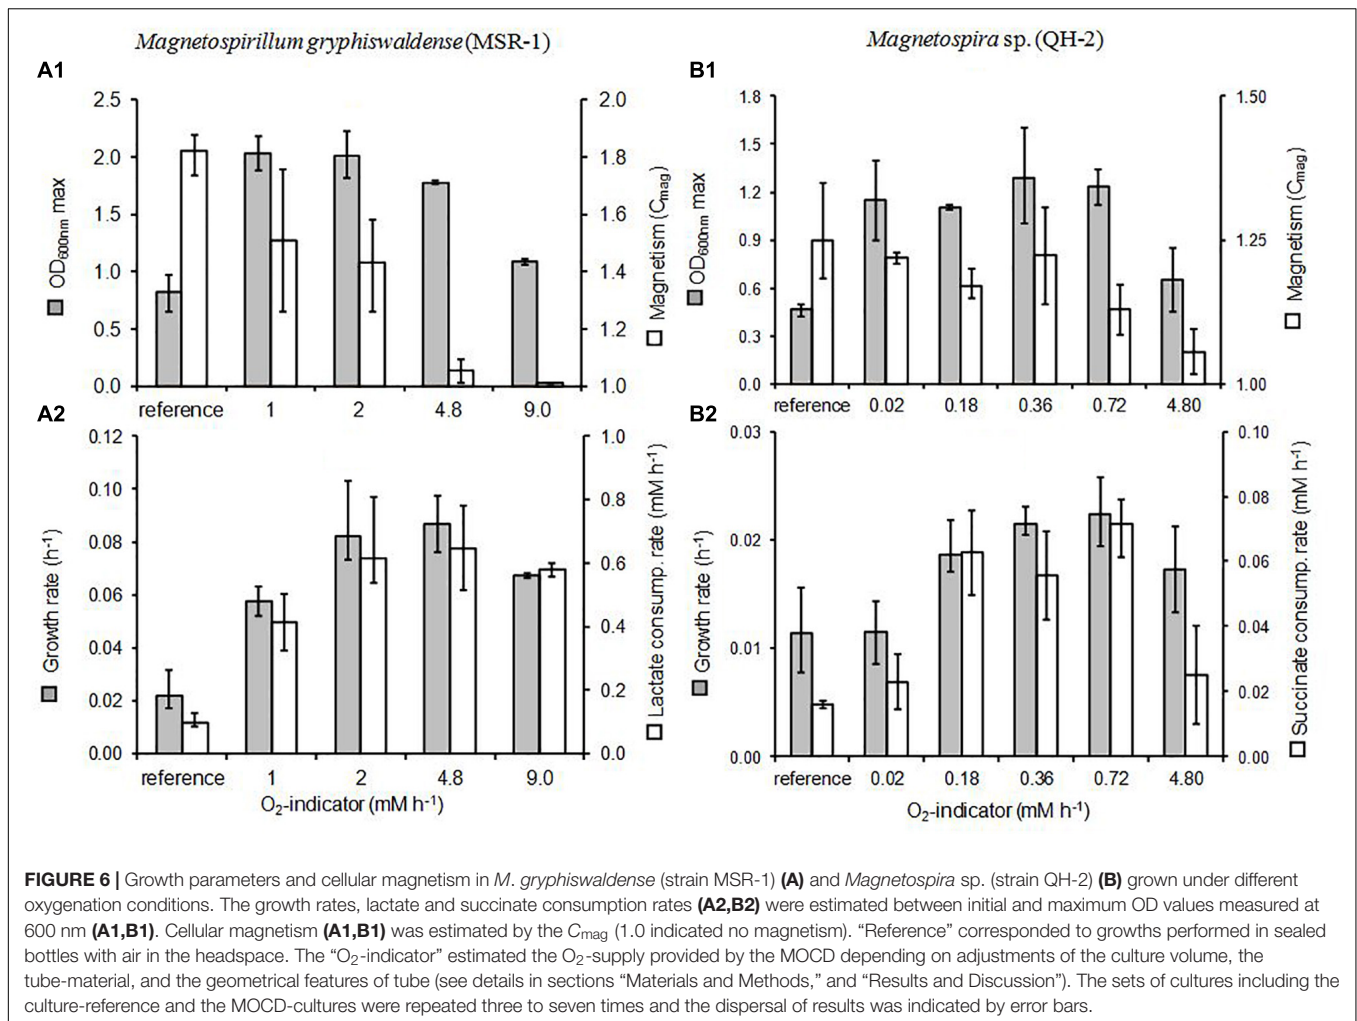 Magnetospirillum gryphiswaldense (MSR-1)
Magnetospira sp. (QH-2)
A1
2.5
2.0
1.5
1.0
0.5
0.0
OD600nm max
2.0
1.8
1.6
1.4
1.2
1.0
Magnetism (Cmag)
reference 1 2 4.8 9.0
B1
1.8
1.5
1.2
0.9
0.6
0.3
0.0
OD600nm max
1.50
1.25
1.00
Magnetism (Cmag)
reference 0.02 0.18 0.36 0.72 4.80
A2
0.12
0.10
0.08
0.06
0.04
0.02
0.00
Growth rate (h-1)
1.0
0.8
0.6
0.4
0.2
0.0
Lactate consump. rate (mM h-1)
reference 1 2 4.8 9.0
O2-indicator (mM h-1)
B2
0.03
0.02
0.01
0.00
Growth rate (h-1)
0.10
0.08
0.06
0.04
0.02
0.00
Succinate consump. rate (mM h-1)
reference 0.02 0.18 0.36 0.72 4.80
O2-indicator (mM h-1)
FIGURE 6 | Growth parameters and cellular magnetism in M. gryphiswaldense (strain MSR-1) (A) and Magnetospira sp. (strain QH-2) (B) grown under different
oxygenation conditions. The growth rates, lactate and succinate consumption rates (A2,B2) were estimated between initial and maximum OD values measured at
600 nm (A1,B1). Cellular magnetism (A1,B1) was estimated by the Cmag (1.0 indicated no magnetism). “Reference” corresponded to growths performed in sealed
bottles with air in the headspace. The “O2-indicator” estimated the O2-supply provided by the MOCD depending on adjustments of the culture volume, the
tube-material, and the geometrical features of tube (see details in sections “Materials and Methods,” and “Results and Discussion”). The sets of cultures including the
culture-reference and the MOCD-cultures were repeated three to seven times and the dispersal of results was indicated by error bars.